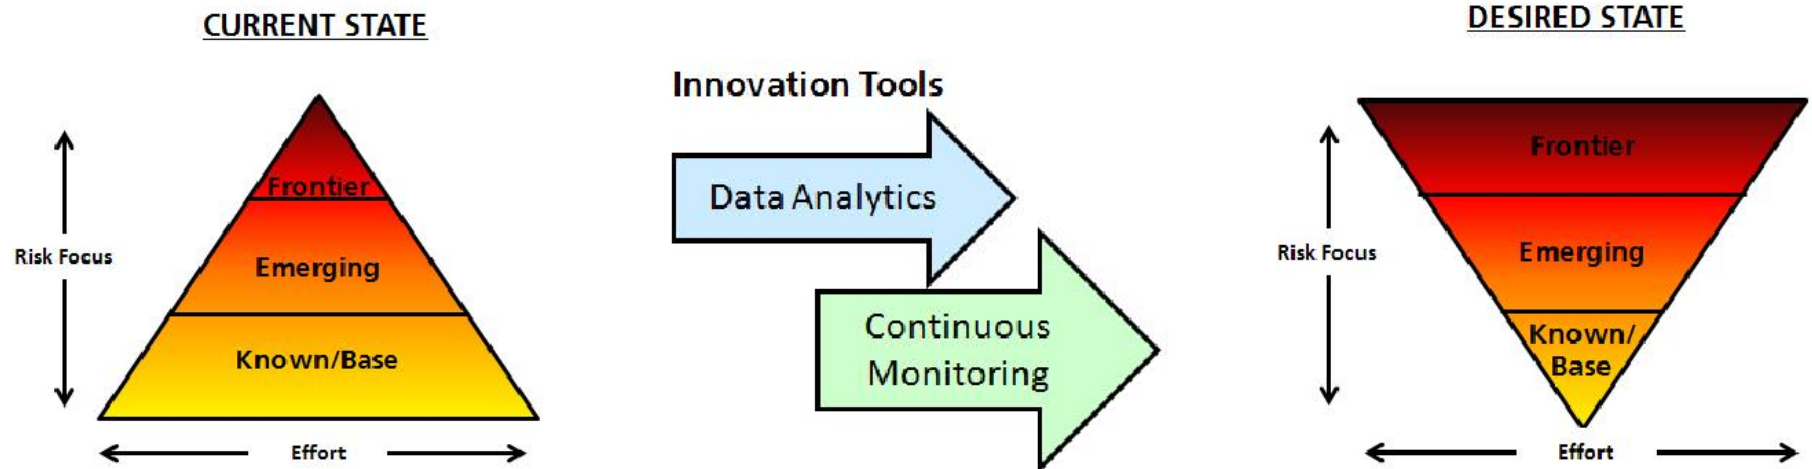 CURRENT STATE
Frontier
Emerging
Known/Base
Risk Focus
Effort
Innovation Tools
Data Analytics
Continuous
Monitoring
DESIRED STATE
Frontier
Emerging
Known/
Base
Risk Focus
Effort